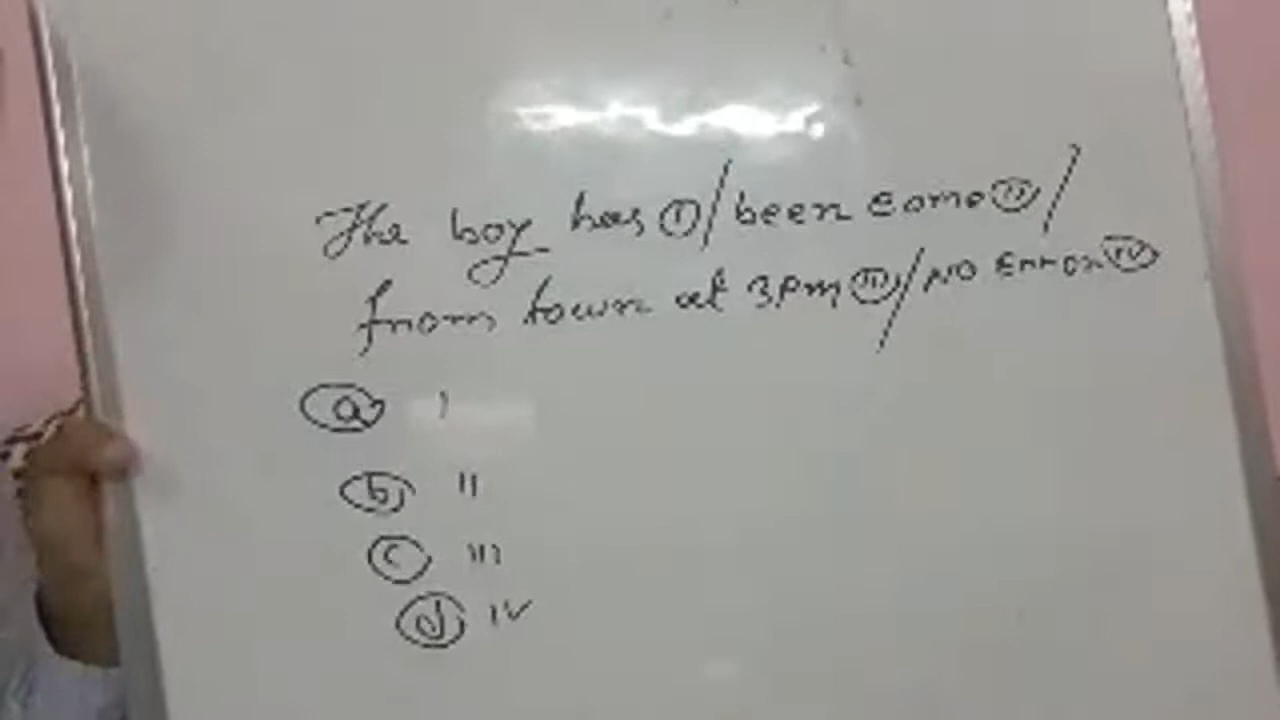 The boy has Ⓘ / been come Ⓘⓘ /
from town at 3pm ⓘⓘⓘ / NO Error ⓘⓥ
ⓐ I
ⓑ II
ⓒ III
ⓓ IV